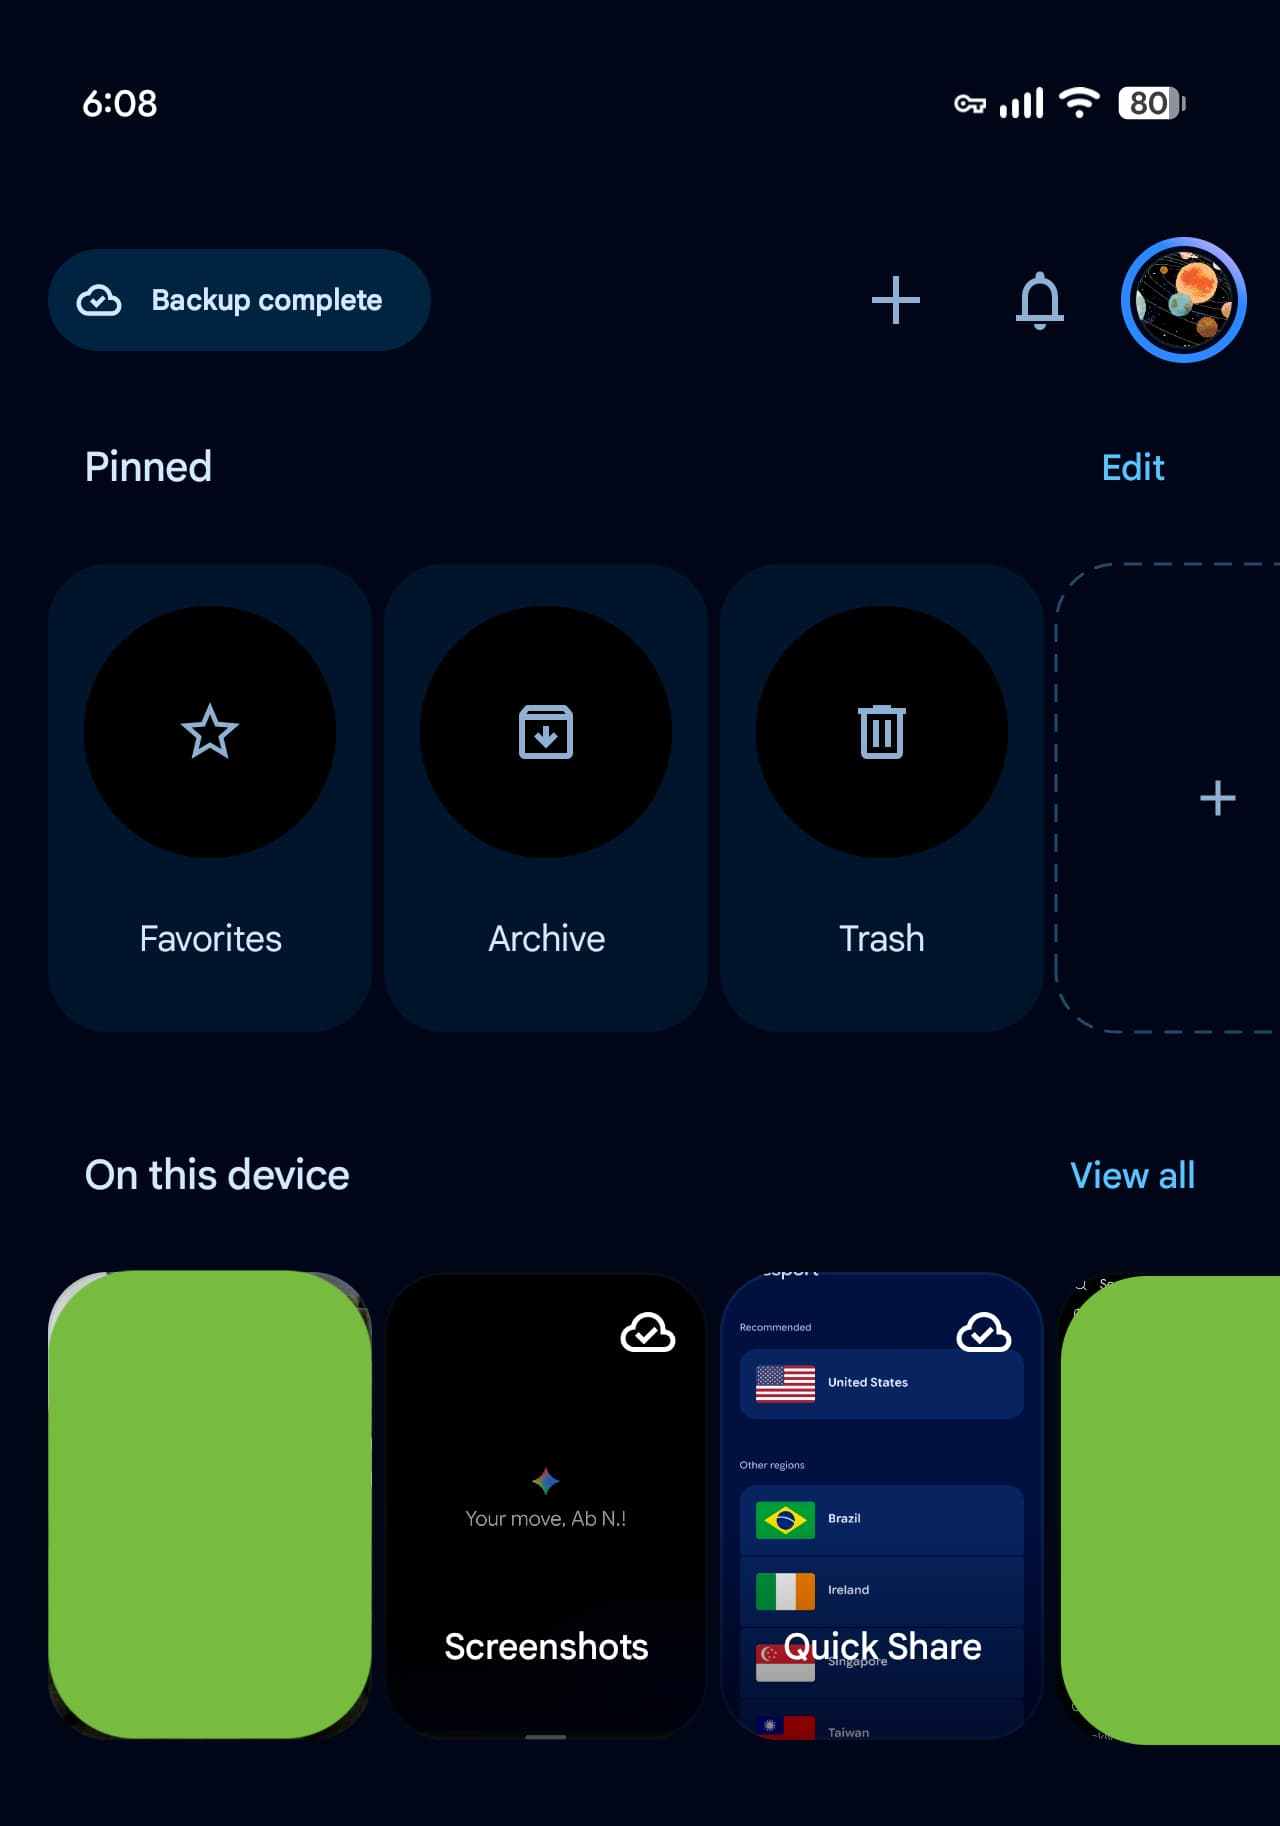 6:08
80
Backup complete
Pinned
Edit
Favorites
Archive
Trash
On this device
View all
Your move, Ab N.!
Screenshots
Recommended
United States
Other regions
Brazil
Ireland
Singapore
Taiwan
Quick Share